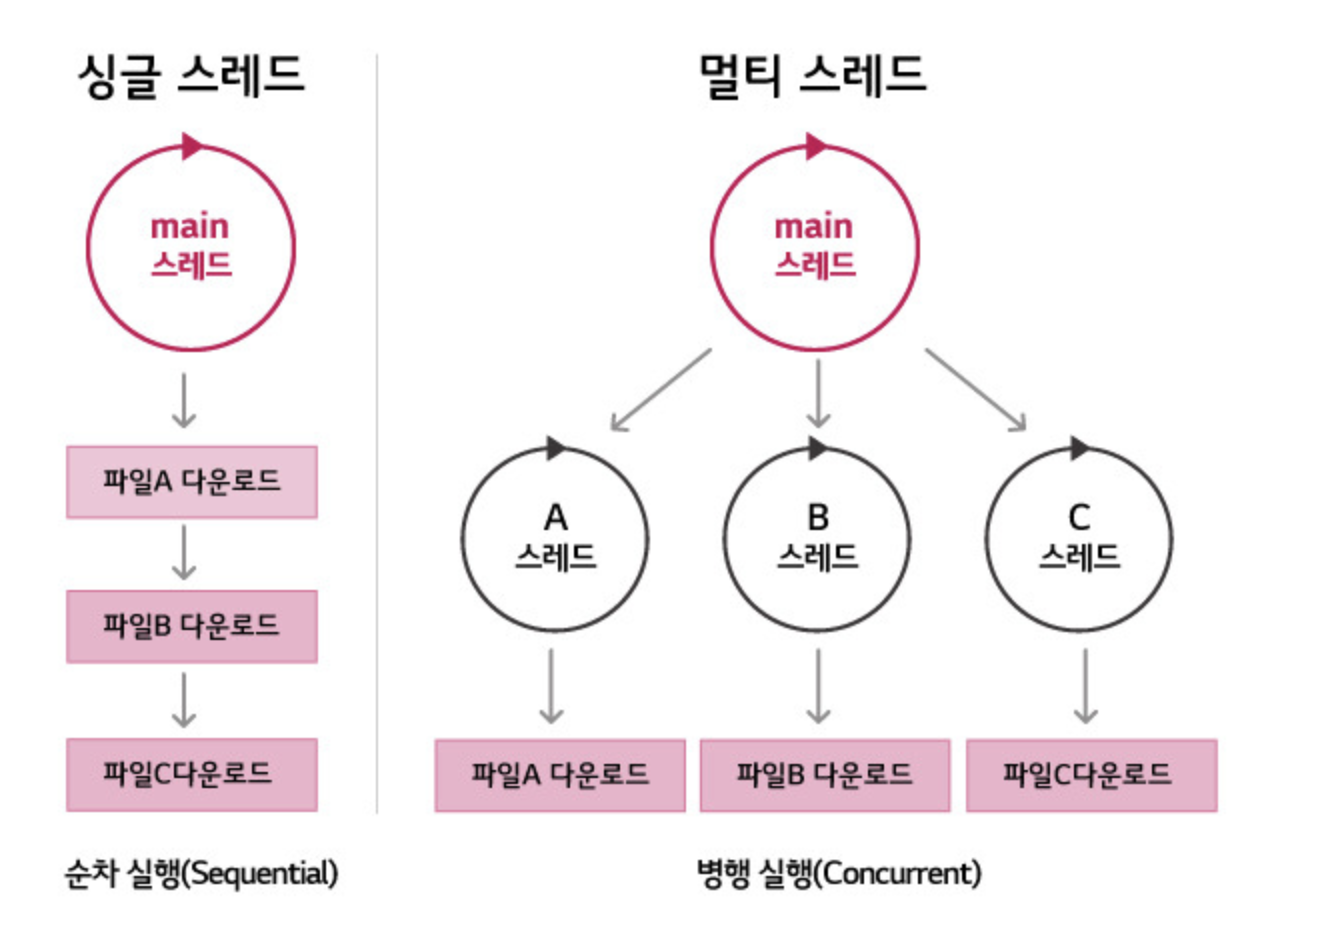 싱글 스레드
main
스레드
파일A 다운로드
파일B 다운로드
파일C다운로드
순차 실행(Sequential)
멀티 스레드
main
스레드
A
스레드
B
스레드
C
스레드
파일A 다운로드
파일B 다운로드
파일C다운로드
병행 실행(Concurrent)